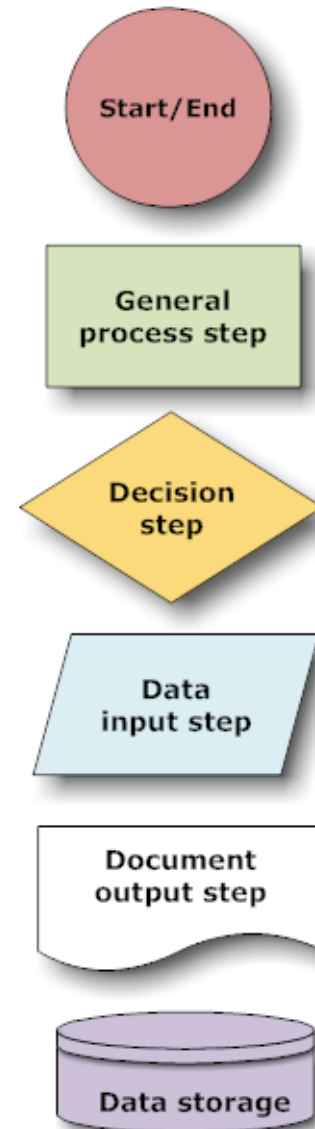 Start/End
General
process step
Decision
step
Data
input step
Document
output step
Data storage